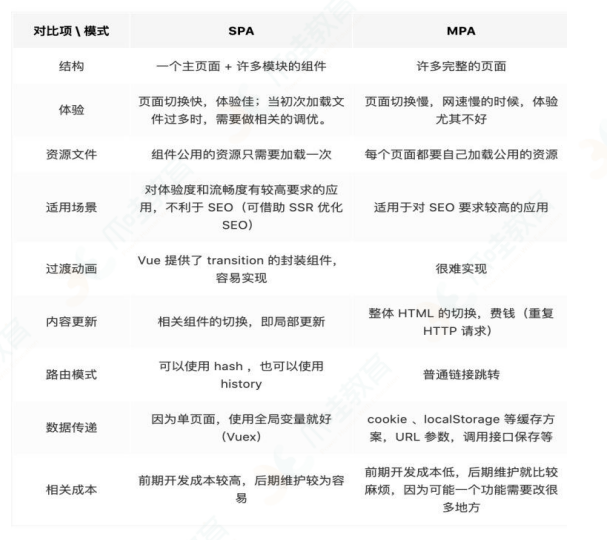 对比项 \ 模式 SPA MPA
结构 一个主页面 + 许多模块的组件 许多完整的页面
体验 页面切换快，体验佳；当初次加载文件过多时，需要做相关的调优。 页面切换慢，网速慢的时候，体验尤其不好
资源文件 组件公用的资源只需要加载一次 每个页面都要自己加载公用的资源
适用场景 对体验度和流畅度有较高要求的应用，不利于 SEO（可借助 SSR 优化 SEO） 适用于对 SEO 要求较高的应用
过渡动画 Vue 提供了 transition 的封装组件，容易实现 很难实现
内容更新 相关组件的切换，即局部更新 整体 HTML 的切换，费钱（重复 HTTP 请求）
路由模式 可以使用 hash ，也可以使用 history 普通链接跳转
数据传递 因为单页面，使用全局变量就好（Vuex） cookie 、localStorage 等缓存方案，URL 参数，调用接口保存等
相关成本 前期开发成本较高，后期维护较为容易 前期开发成本低，后期维护就比较麻烦，因为可能一个功能需要改很多地方